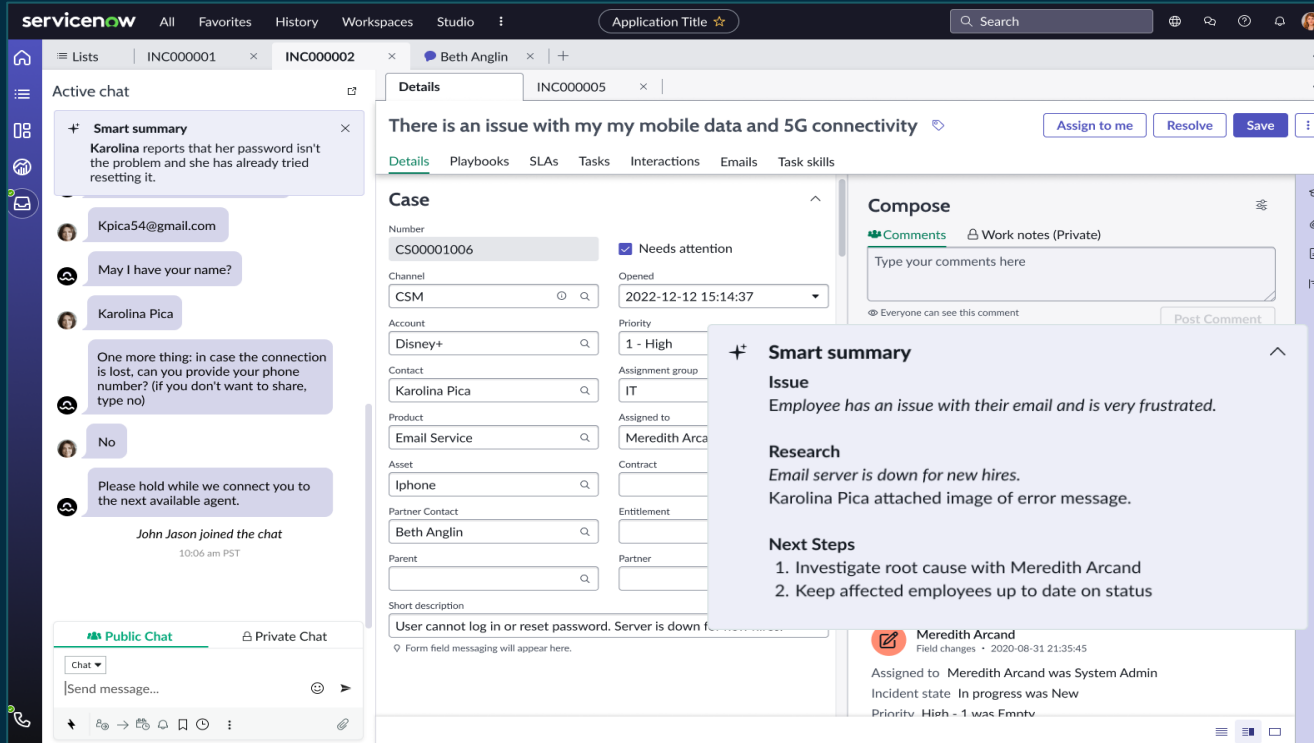 servicenow All Favorites History Workspaces Studio Application Title Search
Lists INC000001 INC000002 Beth Anglin
Active chat
Smart summary
Karolina reports that her password isn't
the problem and she has already tried
resetting it.
Kpica54@gmail.com
May I have your name?
Karolina Pica
One more thing: in case the connection
is lost, can you provide your phone
number? (if you don't want to share,
type no)
No
Please hold while we connect you to
the next available agent.
John Jason joined the chat
10:06 am PST
Public Chat Private Chat
Chat
Send message...
Details INC000005
There is an issue with my my mobile data and 5G connectivity
Assign to me Resolve Save
Details Playbooks SLAs Tasks Interactions Emails Task skills
Case
Number
CS00001006
Needs attention
Channel
CSM
Opened
2022-12-12 15:14:37
Account
Disney+
Priority
1 - High
Contact
Karolina Pica
Assignment group
IT
Product
Email Service
Assigned to
Meredith Arca
Asset
Iphone
Contract
Partner Contact
Beth Anglin
Entitlement
Parent
Partner
Short description
User cannot log in or reset password. Server is down
Form field messaging will appear here.
Compose
Comments Work notes (Private)
Type your comments here
Everyone can see this comment
Post Comment
Smart summary
Issue
Employee has an issue with their email and is very frustrated.
Research
Email server is down for new hires.
Karolina Pica attached image of error message.
Next Steps
1. Investigate root cause with Meredith Arcand
2. Keep affected employees up to date on status
Meredith Arcand
Field changes • 2020-08-31 21:35:45
Assigned to Meredith Arcand was System Admin
Incident state In progress was New
Priority High - 1 was Empty